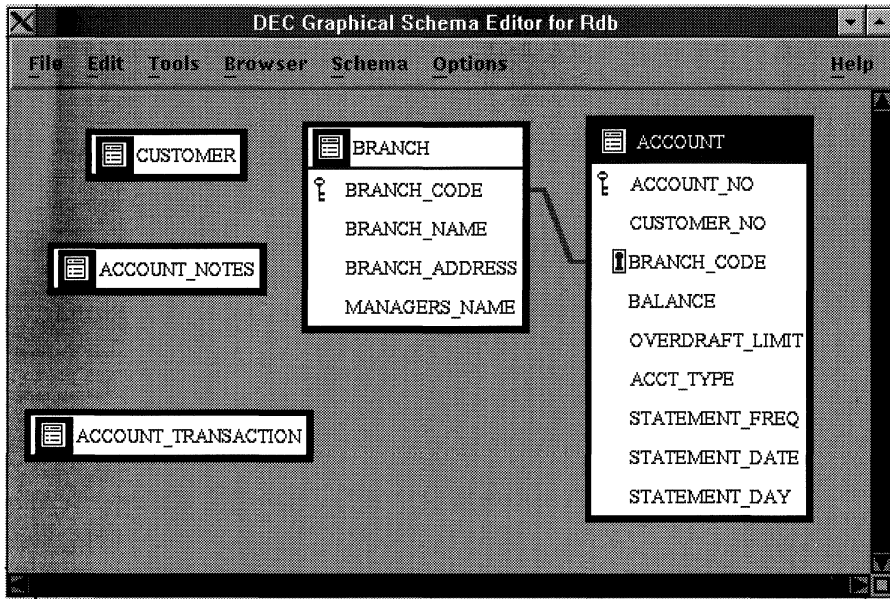 DEC Graphical Schema Editor for Rdb
File Edit Tools Browser Schema Options Help
CUSTOMER
ACCOUNT_NOTES
ACCOUNT_TRANSACTION
BRANCH
BRANCH_CODE
BRANCH_NAME
BRANCH_ADDRESS
MANAGERS_NAME
ACCOUNT
ACCOUNT_NO
CUSTOMER_NO
BRANCH_CODE
BALANCE
OVERDRAFT_LIMIT
ACCT_TYPE
STATEMENT_FREQ
STATEMENT_DATE
STATEMENT_DAY